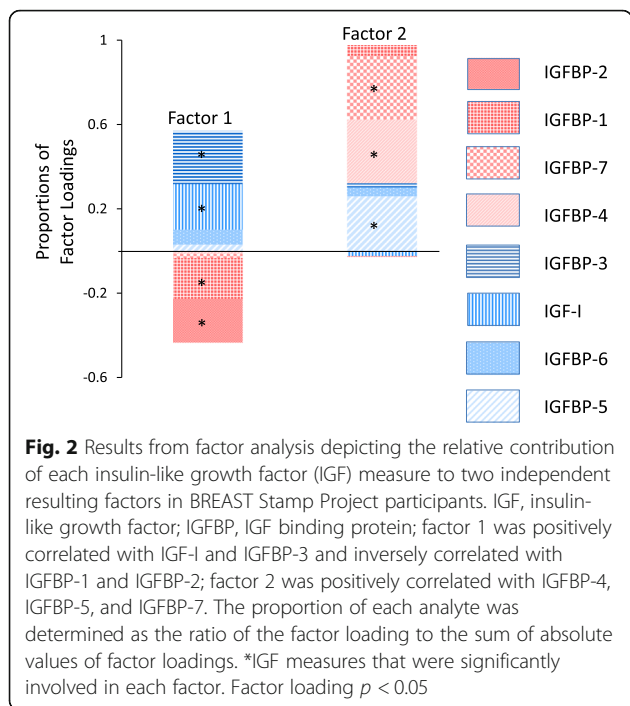 1
0.6
0.2
-0.2
-0.6
Proportions of
Factor Loadings
Factor 1
*
*
*
*
Factor 2
*
*
*
IGFBP-2
IGFBP-1
IGFBP-7
IGFBP-4
IGFBP-3
IGF-I
IGFBP-6
IGFBP-5
Fig. 2 Results from factor analysis depicting the relative contribution
of each insulin-like growth factor (IGF) measure to two independent
resulting factors in BREAST Stamp Project participants. IGF, insulin-
like growth factor; IGFBP, IGF binding protein; factor 1 was positively
correlated with IGF-I and IGFBP-3 and inversely correlated with
IGFBP-1 and IGFBP-2; factor 2 was positively correlated with IGFBP-4,
IGFBP-5, and IGFBP-7. The proportion of each analyte was
determined as the ratio of the factor loading to the sum of absolute
values of factor loadings. *IGF measures that were significantly
involved in each factor. Factor loading p < 0.05